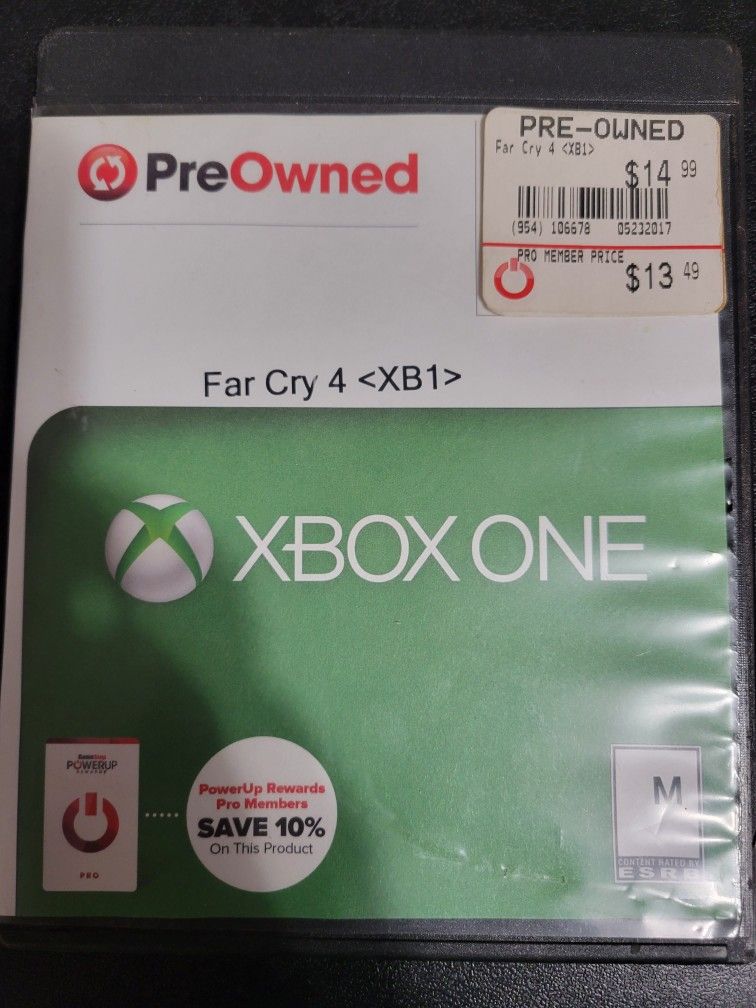 PreOwned
PRE-OWNED
Far Cry 4 <XB1>
$14 99
(954) 106678 05232017
PRO MEMBER PRICE
$13 49
Far Cry 4 <XB1>
XBOX ONE
GameStop
POWERUP
REWARDS
PRO
PowerUp Rewards
Pro Members
SAVE 10%
On This Product
M
CONTENT RATED BY
ESRB